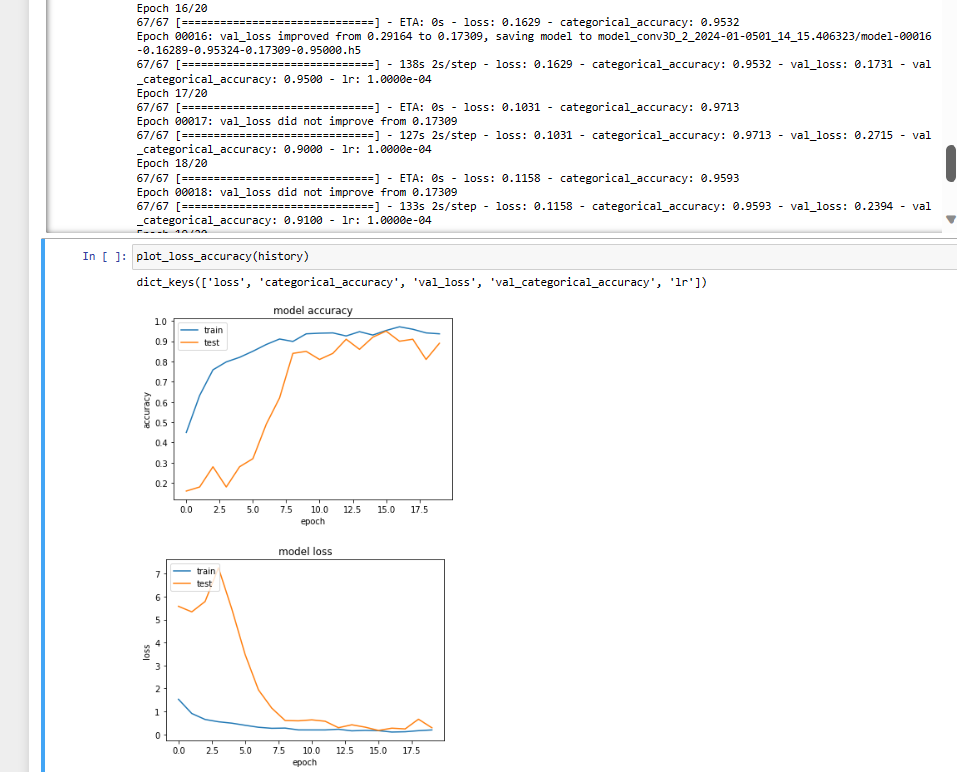 Epoch 16/20
67/67 [==============================] - ETA: 0s - loss: 0.1629 - categorical_accuracy: 0.9532
Epoch 00016: val_loss improved from 0.29164 to 0.17309, saving model to model_conv3D_2_2024-01-0501_14_15.406323/model-00016
-0.16289-0.95324-0.17309-0.95000.h5
67/67 [==============================] - 138s 2s/step - loss: 0.1629 - categorical_accuracy: 0.9532 - val_loss: 0.1731 - val
_categorical_accuracy: 0.9500 - lr: 1.0000e-04
Epoch 17/20
67/67 [==============================] - ETA: 0s - loss: 0.1031 - categorical_accuracy: 0.9713
Epoch 00017: val_loss did not improve from 0.17309
67/67 [==============================] - 127s 2s/step - loss: 0.1031 - categorical_accuracy: 0.9713 - val_loss: 0.2715 - val
_categorical_accuracy: 0.9000 - lr: 1.0000e-04
Epoch 18/20
67/67 [==============================] - ETA: 0s - loss: 0.1158 - categorical_accuracy: 0.9593
Epoch 00018: val_loss did not improve from 0.17309
67/67 [==============================] - 133s 2s/step - loss: 0.1158 - categorical_accuracy: 0.9593 - val_loss: 0.2394 - val
_categorical_accuracy: 0.9100 - lr: 1.0000e-04
In [ ]: plot_loss_accuracy(history)
dict_keys(['loss', 'categorical_accuracy', 'val_loss', 'val_categorical_accuracy', 'lr'])
model accuracy
train
test
1.0
0.9
0.8
0.7
0.6
0.5
0.4
0.3
0.2
accuracy
0.0 2.5 5.0 7.5 10.0 12.5 15.0 17.5
epoch
model loss
train
test
7
6
5
4
3
2
1
0
loss
0.0 2.5 5.0 7.5 10.0 12.5 15.0 17.5
epoch